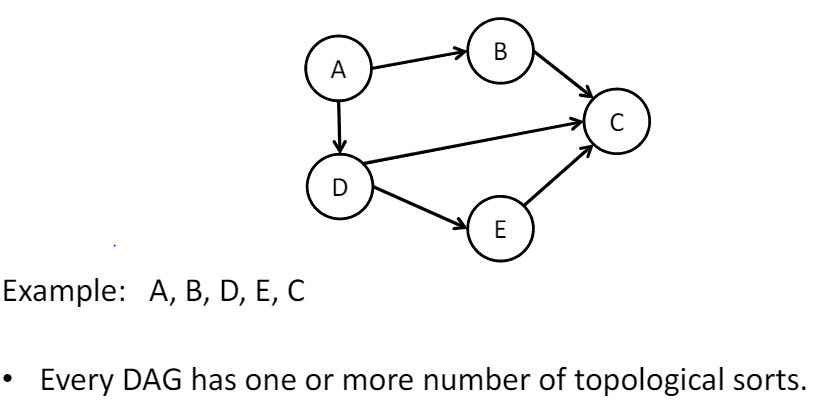 A
B
C
D
E
Example: A, B, D, E, C
• Every DAG has one or more number of topological sorts.